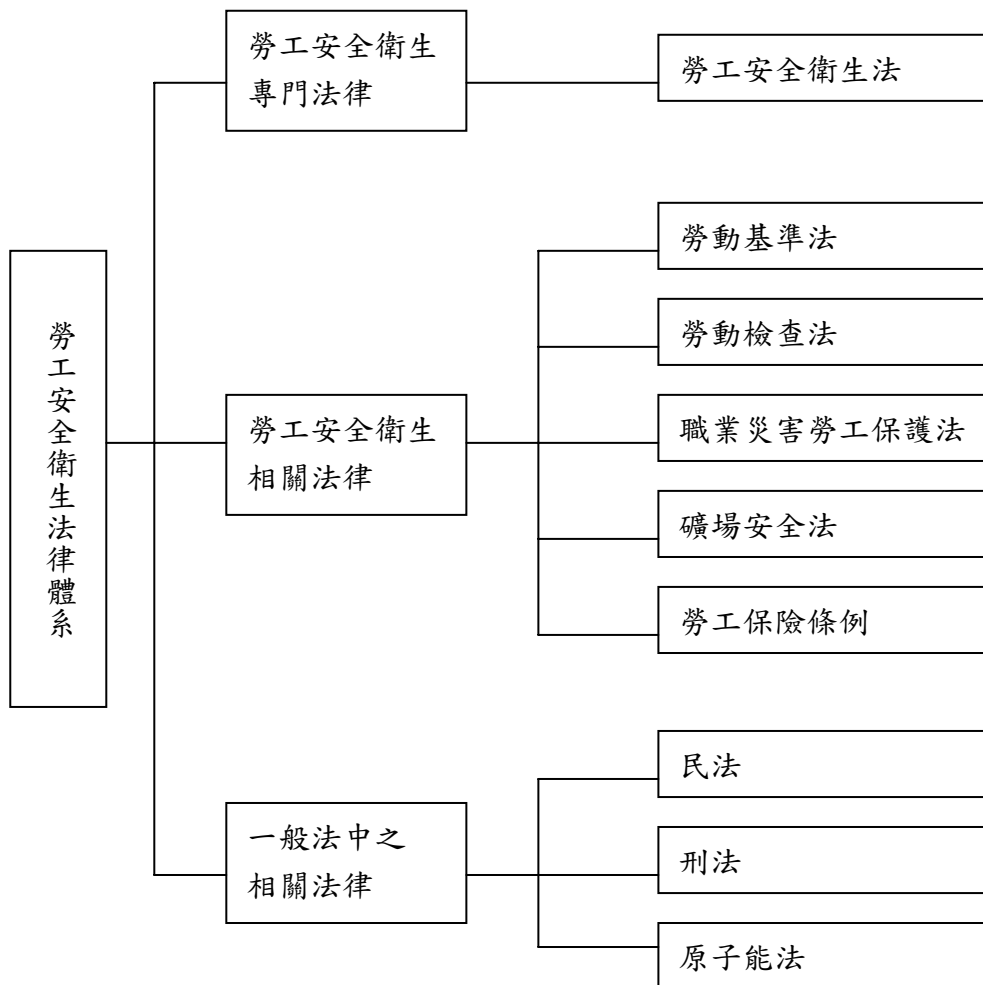 勞工安全衛生法律體系
勞工安全衛生
專門法律
勞工安全衛生法
勞工安全衛生
相關法律
勞動基準法
勞動檢查法
職業災害勞工保護法
礦場安全法
勞工保險條例
一般法中之
相關法律
民法
刑法
原子能法